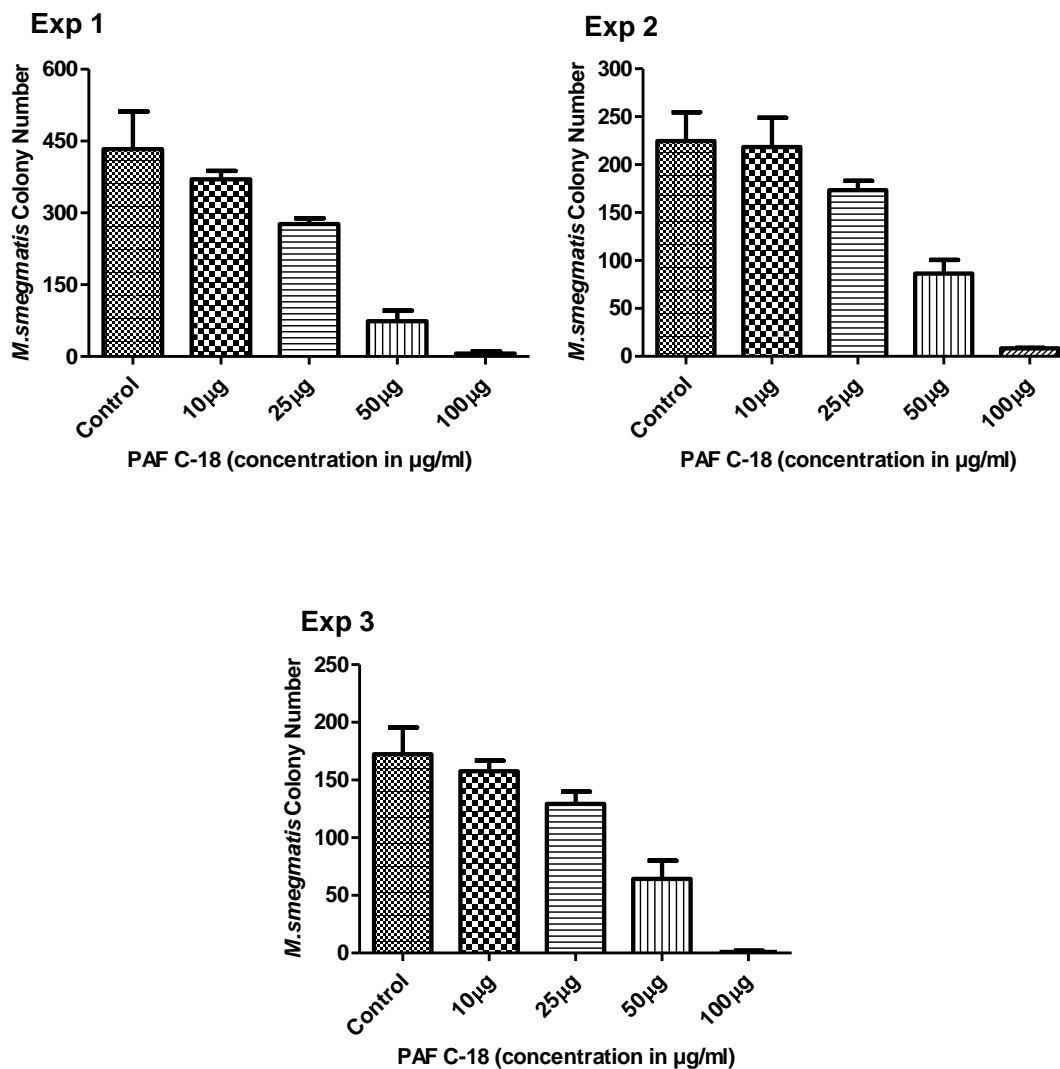 Exp 1
M.smegmatis Colony Number
600
450
300
150
0
Control
10µg
25µg
50µg
100µg
PAF C-18 (concentration in µg/ml)
Exp 2
M.smegmatis Colony Number
300
250
200
150
100
50
0
Control
10µg
25µg
50µg
100µg
PAF C-18 (concentration in µg/ml)
Exp 3
M.smegmatis Colony Number
250
200
150
100
50
0
Control
10µg
25µg
50µg
100µg
PAF C-18 (concentration in µg/ml)